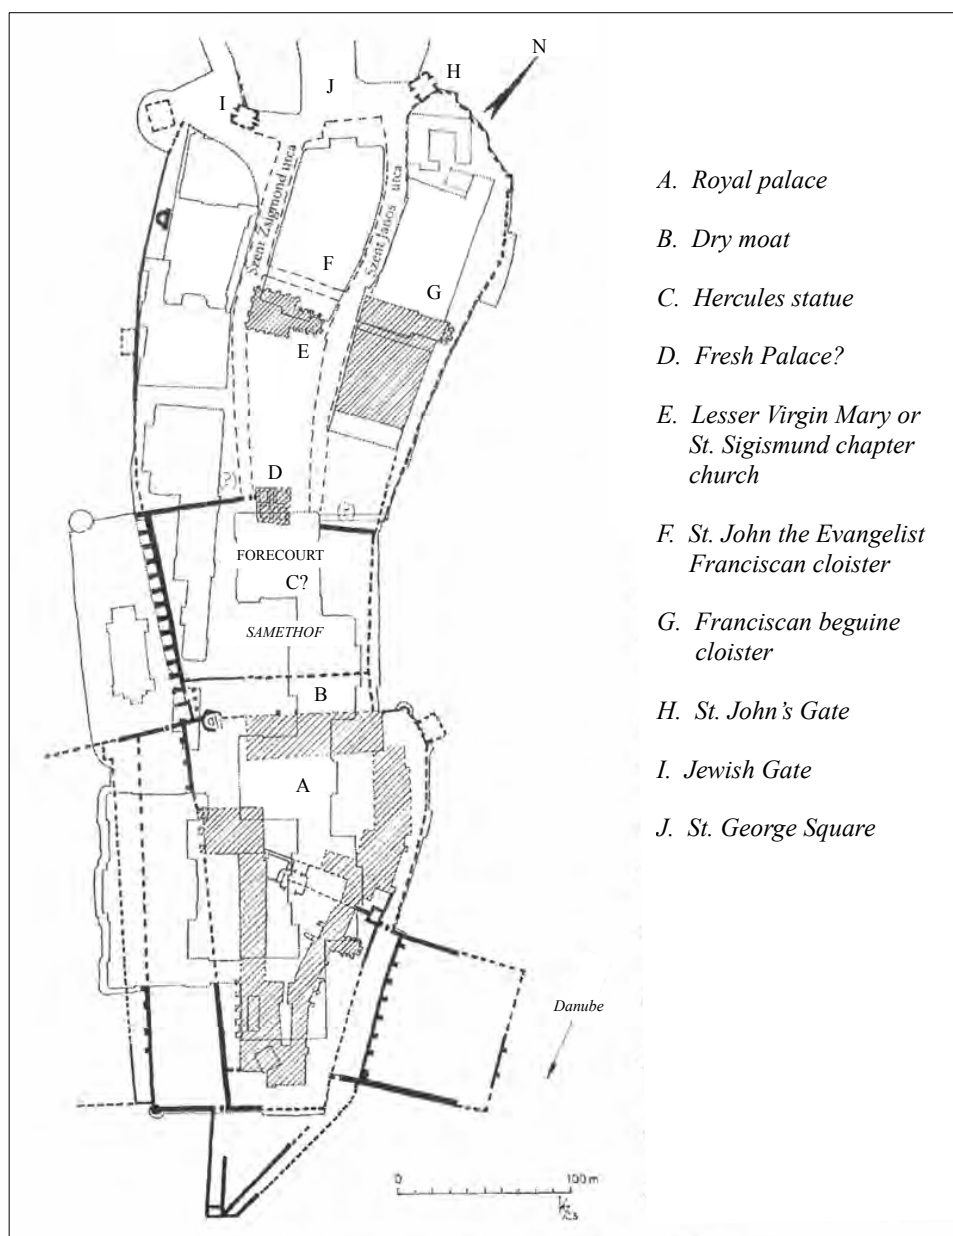 N
H
J
I
Szent Zsigmond utca
Szent János utca
F
G
E
D
(?)
(?)
FORECOURT
C?
SAMETHOF
B
A
Danube
0
100 m
A. Royal palace
B. Dry moat
C. Hercules statue
D. Fresh Palace?
E. Lesser Virgin Mary or
St. Sigismund chapter
church
F. St. John the Evangelist
Franciscan cloister
G. Franciscan beguine
cloister
H. St. John’s Gate
I. Jewish Gate
J. St. George Square